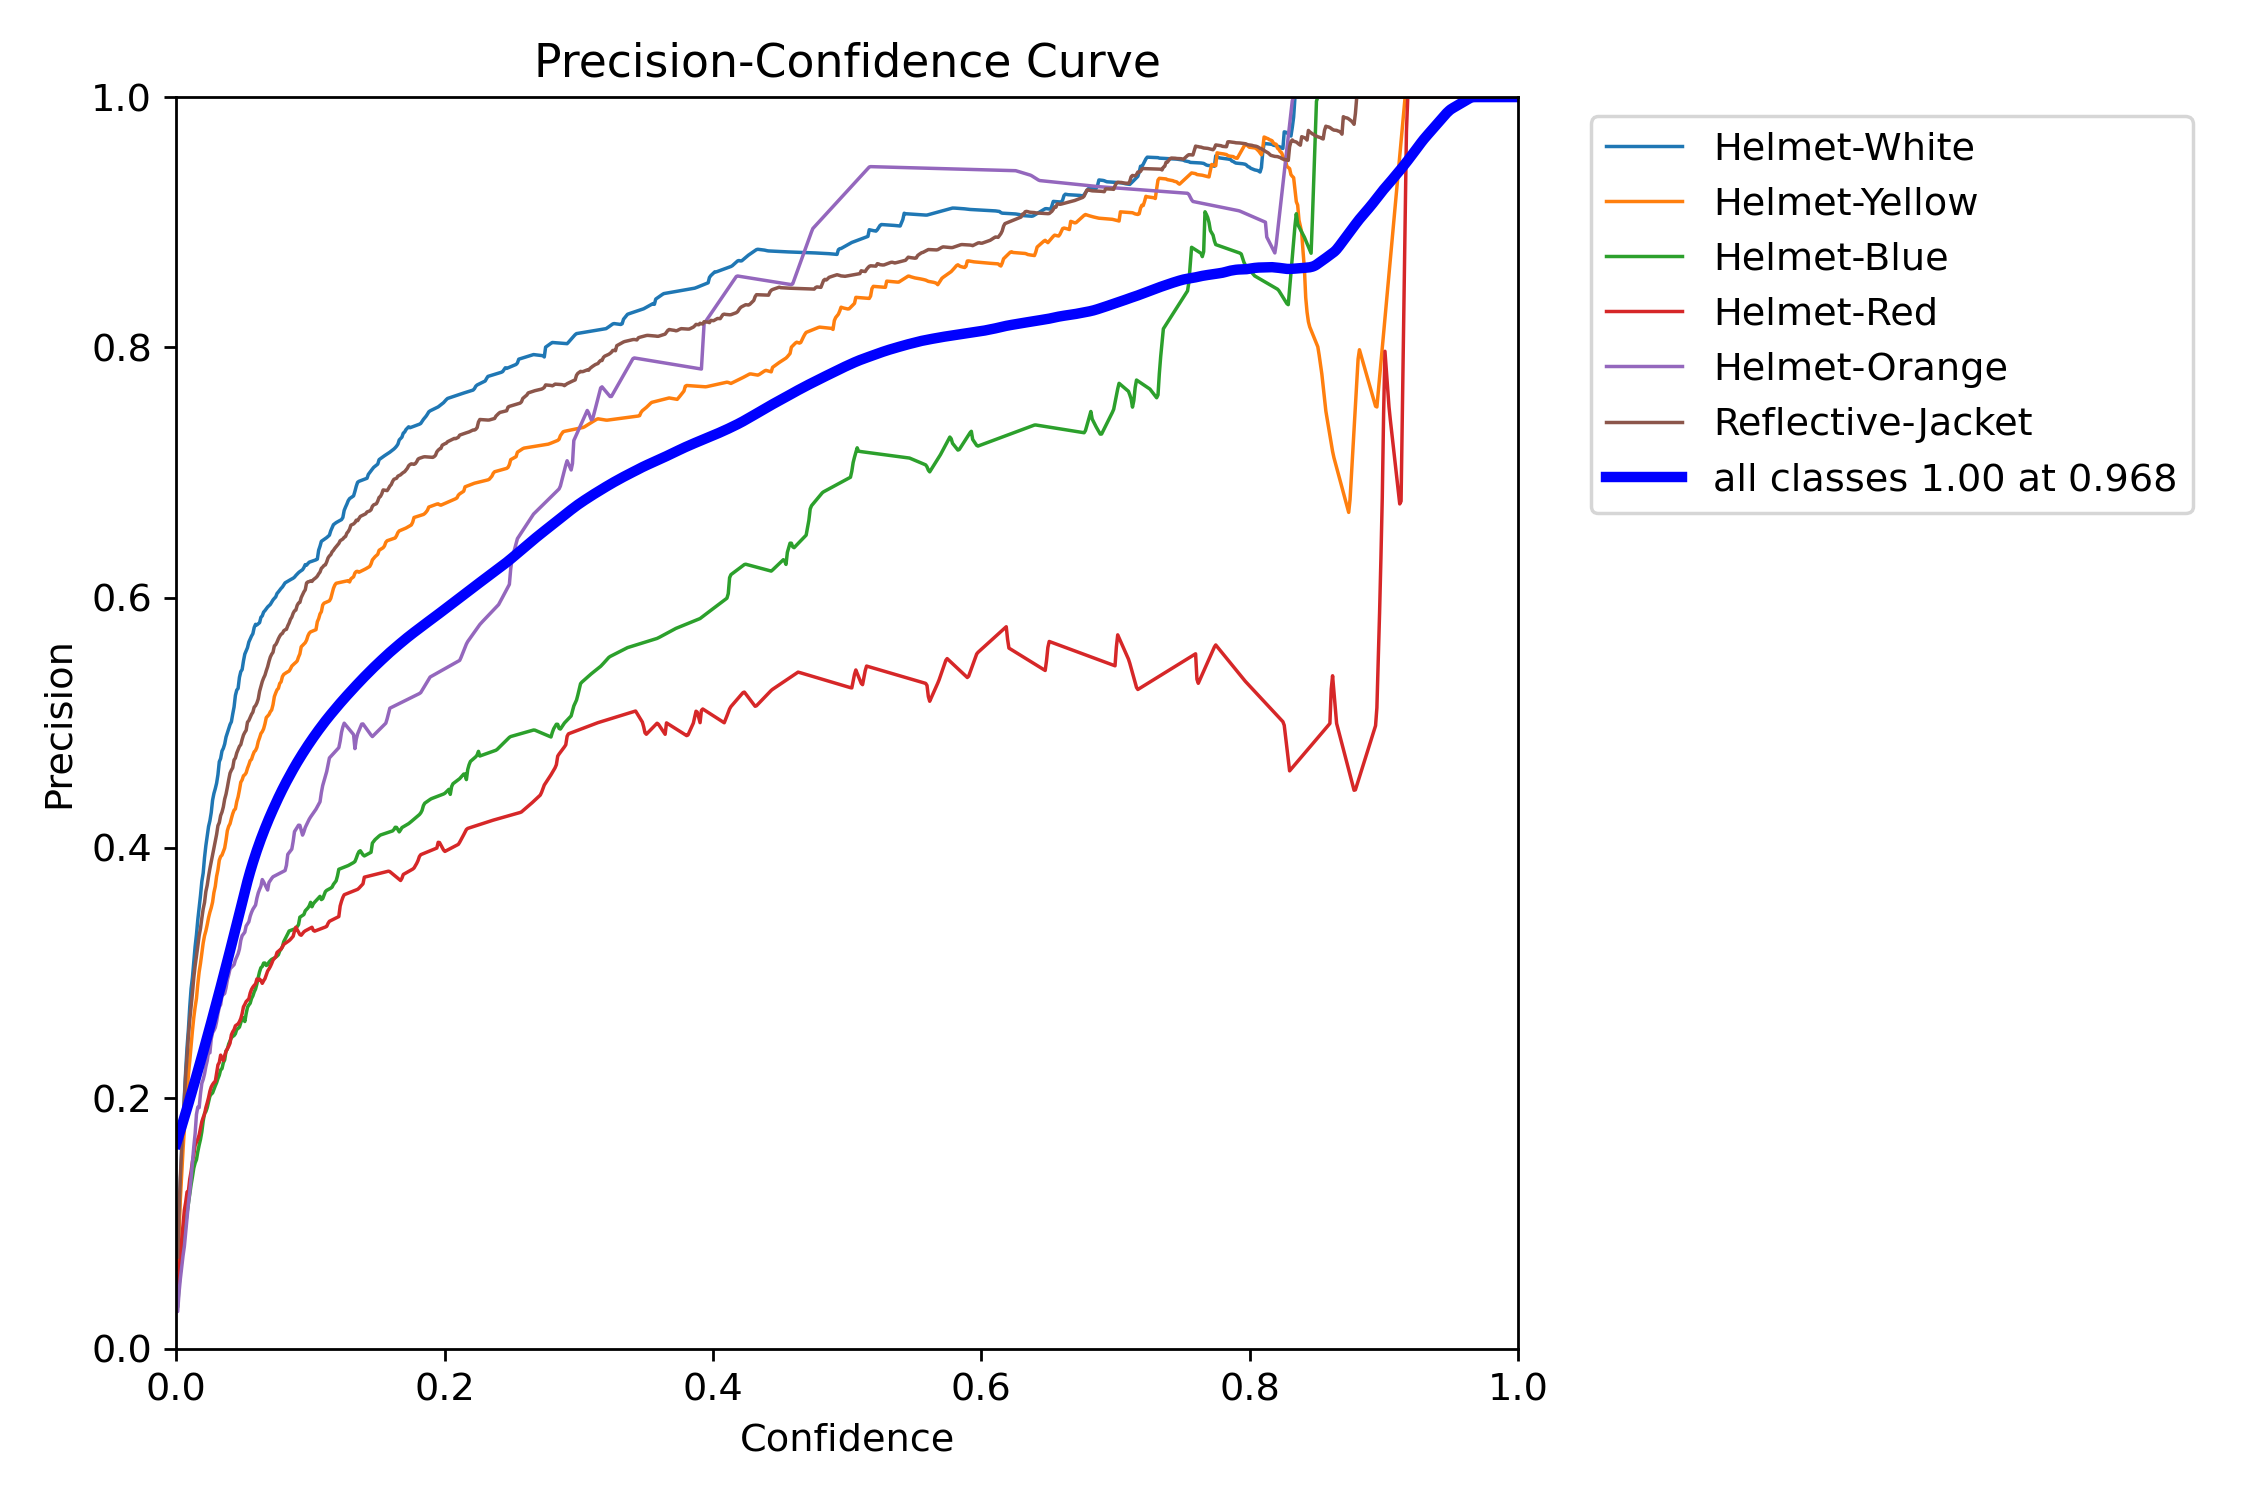 Precision-Confidence Curve
1.0
0.8
0.6
0.4
0.2
0.0
Precision
0.0 0.2 0.4 0.6 0.8 1.0
Confidence
Helmet-White
Helmet-Yellow
Helmet-Blue
Helmet-Red
Helmet-Orange
Reflective-Jacket
all classes 1.00 at 0.968